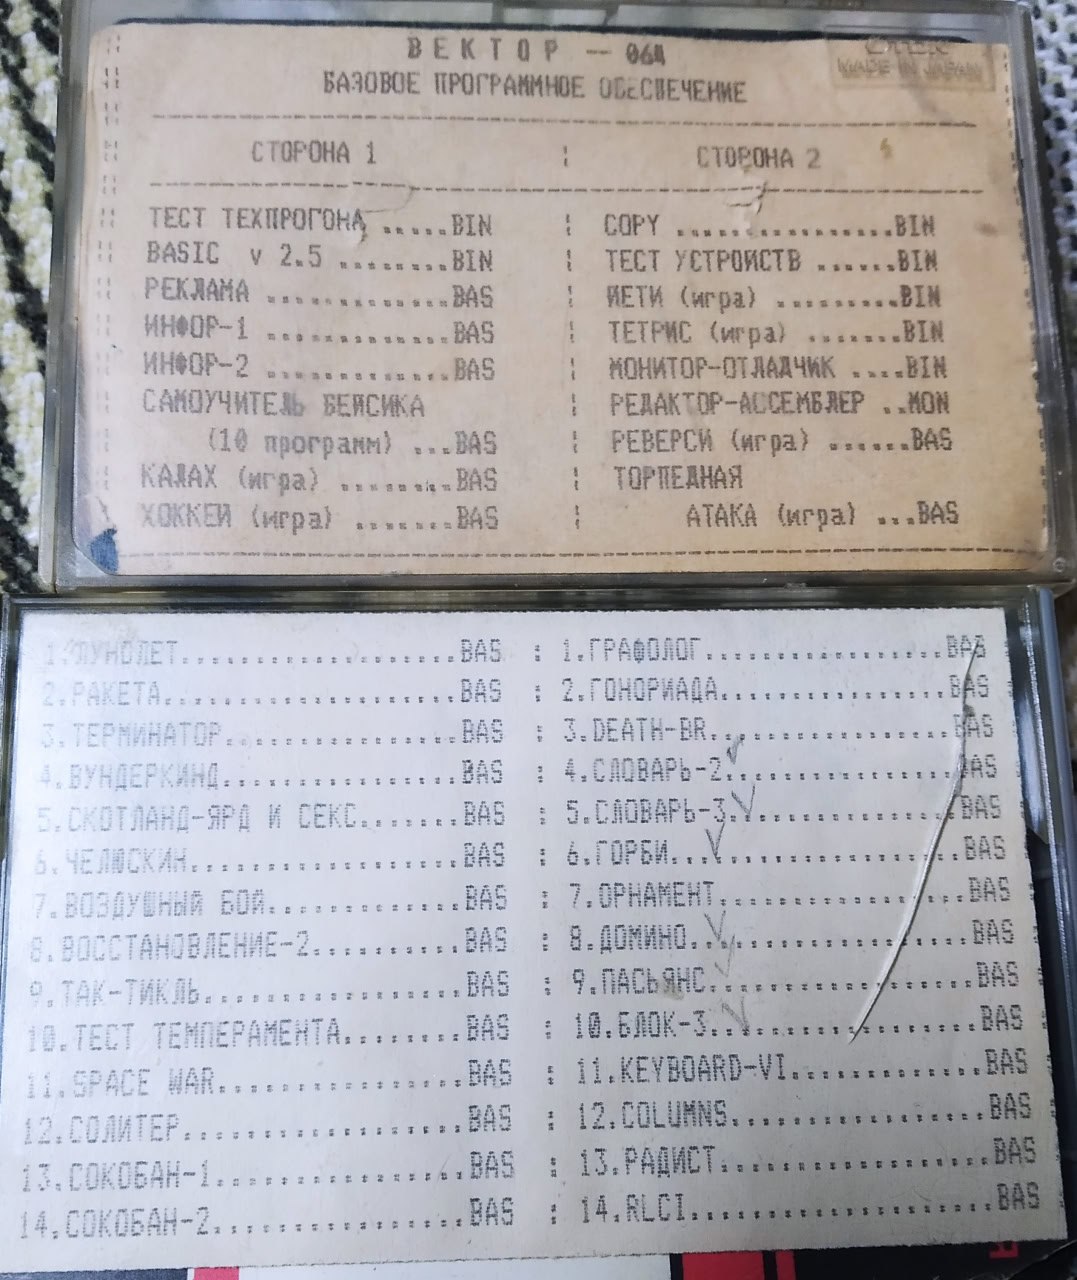 ВЕКТОР -- 06Ц
БАЗОВОЕ ПРОГРАММНОЕ ОБЕСПЕЧЕНИЕ
TDK
MADE IN JAPAN
СТОРОНА 1 ¦ СТОРОНА 2
ТЕСТ ТЕХПРОГОНА .....BIN ¦ COPY ................BIN
BASIC v 2.5 .........BIN ¦ ТЕСТ УСТРОЙСТВ ......BIN
РЕКЛАМА .............BAS ¦ ЙЕТИ (игра) .........BIN
ИНФОР-1 .............BAS ¦ ТЕТРИС (игра) .......BIN
ИНФОР-2 .............BAS ¦ МОНИТОР-ОТЛАДЧИК ....BIN
САМОУЧИТЕЛЬ БЕЙСИКА ¦ РЕДАКТОР-АССЕМБЛЕР ..MON
(10 программ) ...BAS ¦ РЕВЕРСИ (игра) ......BAS
КАЛАХ (игра) ........BAS ¦ ТОРПЕДНАЯ
ХОККЕЙ (игра) .......BAS ¦ АТАКА (игра) ...BAS
1.ЛУНОЛЕТ..................BAS : 1.ГРАФОЛОГ................BAS
2.РАКЕТА...................BAS : 2.ГОНОРИАДА...............BAS
3.ТЕРМИНАТОР...............BAS : 3.DEATH-BR................BAS
4.ВУНДЕРКИНД...............BAS : 4.СЛОВАРЬ-2...............BAS
5.СКОТЛАНД-ЯРД И СЕКС......BAS : 5.СЛОВАРЬ-3...............BAS
6.ЧЕЛЮСКИН.................BAS : 6.ГОРБИ...................BAS
7.ВОЗДУШНЫЙ БОЙ............BAS : 7.ОРНАМЕНТ................BAS
8.ВОССТАНОВЛЕНИЕ-2.........BAS : 8.ДОМИНО..................BAS
9.ТАК-ТИКЛЬ................BAS : 9.ПАСЬЯНС.................BAS
10.ТЕСТ ТЕМПЕРАМЕНТА.......BAS : 10.БЛОК-3.................BAS
11.SPACE WAR...............BAS : 11.KEYBOARD-VI............BAS
12.СОЛИТЕР.................BAS : 12.COLUMNS................BAS
13.СОКОБАН-1...............BAS : 13.РАДИСТ.................BAS
14.СОКОБАН-2...............BAS : 14.RLCI...................BAS